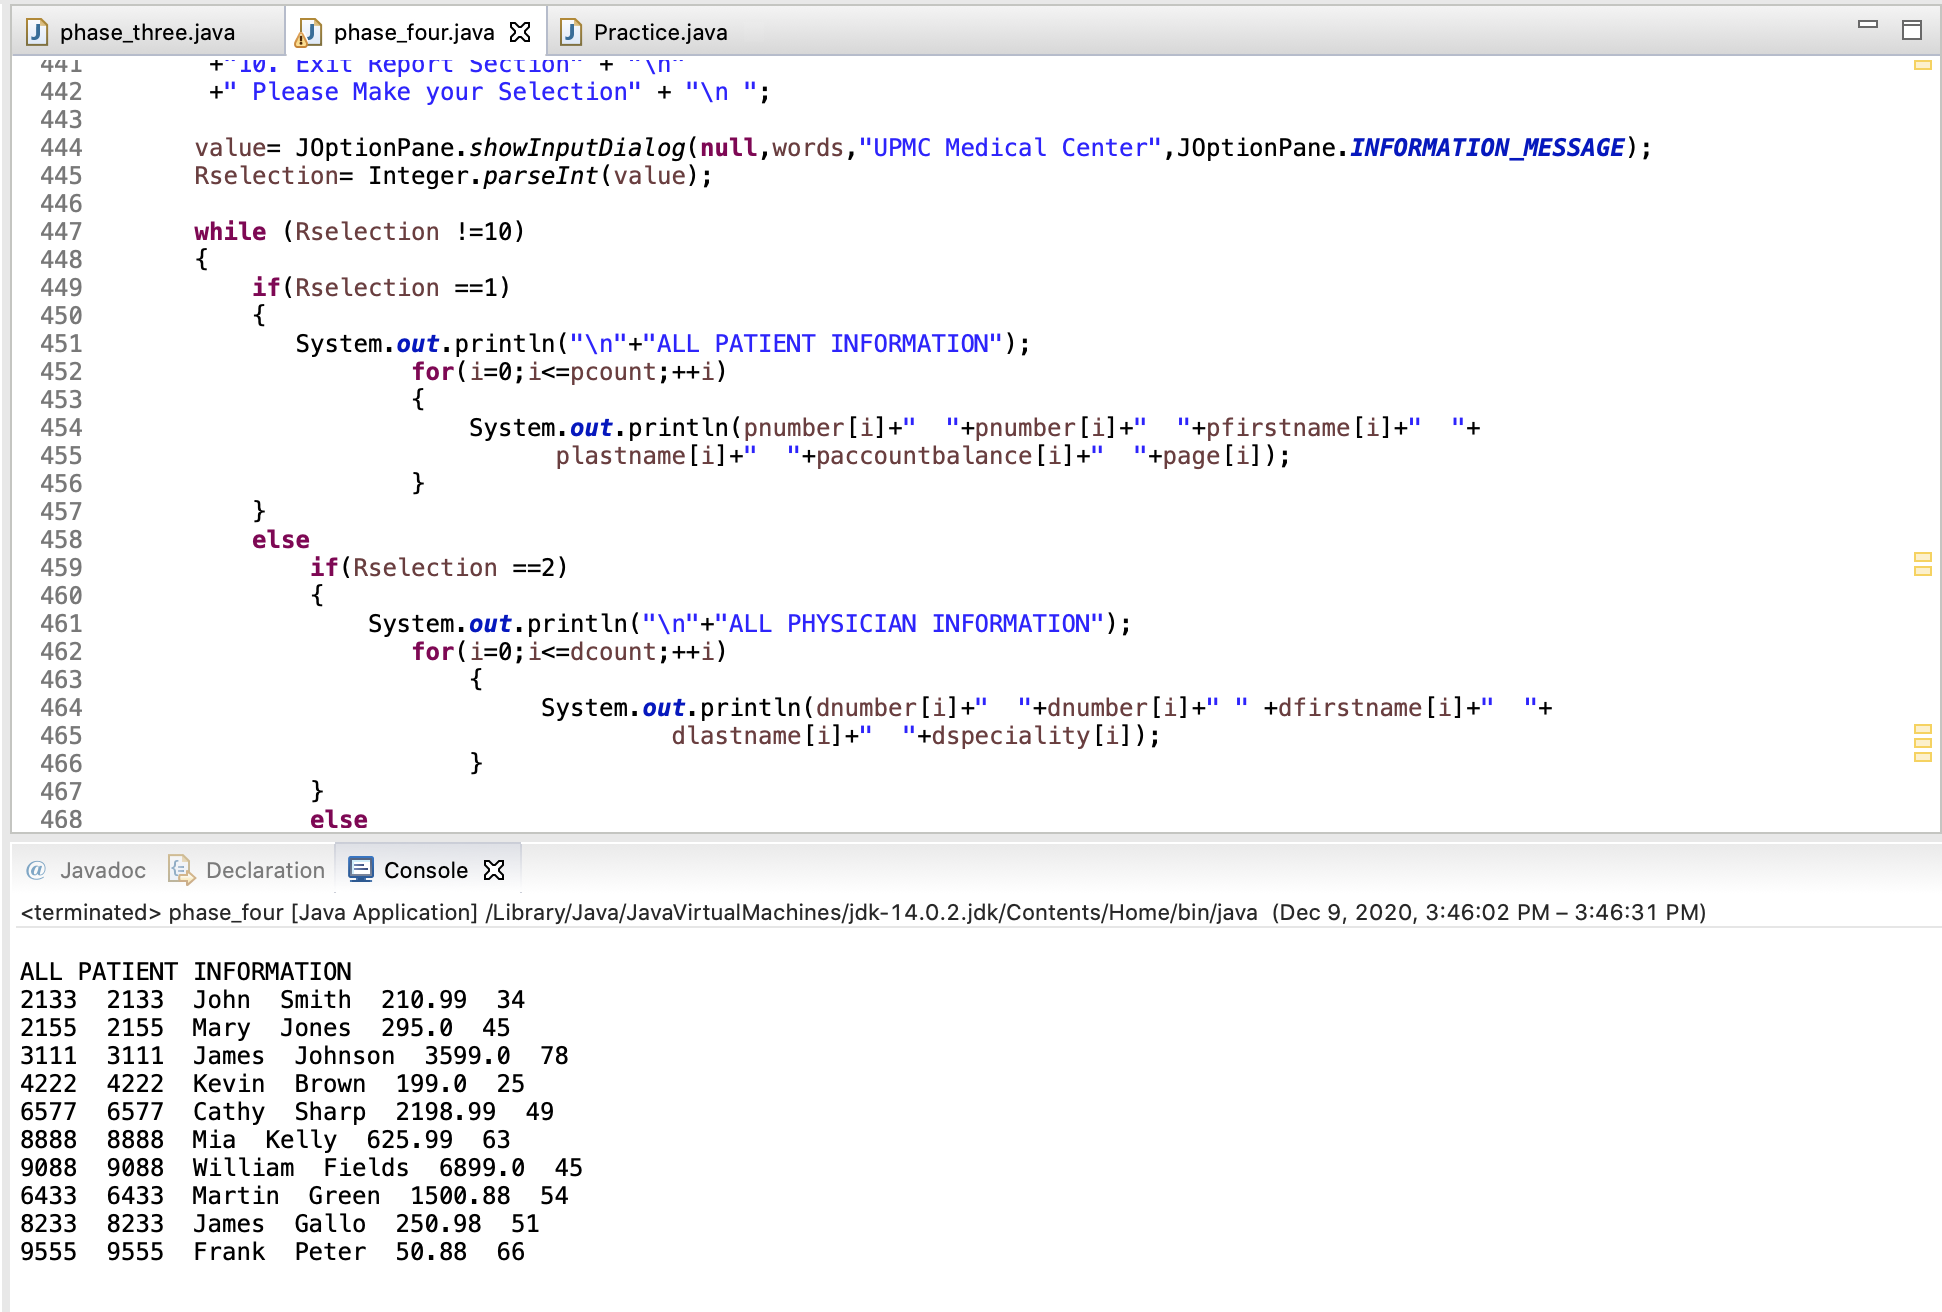 phase_three.java phase_four.java Practice.java
441 +"10. Exit Report Section" + "\n"
442 +" Please Make your Selection" + "\n ";
443
444 value= JOptionPane.showInputDialog(null,words,"UPMC Medical Center",JOptionPane.INFORMATION_MESSAGE);
445 Rselection= Integer.parseInt(value);
446
447 while (Rselection !=10)
448 {
449 if(Rselection ==1)
450 {
451 System.out.println("\n"+"ALL PATIENT INFORMATION");
452 for(i=0;i<=pcount;++i)
453 {
454 System.out.println(pnumber[i]+"  "+pnumber[i]+"  "+pfirstname[i]+"  "+
455 plastname[i]+"  "+paccountbalance[i]+"  "+page[i]);
456 }
457 }
458 else
459 if(Rselection ==2)
460 {
461 System.out.println("\n"+"ALL PHYSICIAN INFORMATION");
462 for(i=0;i<=dcount;++i)
463 {
464 System.out.println(dnumber[i]+"  "+dnumber[i]+" " +dfirstname[i]+"  "+
465 dlastname[i]+"  "+dspeciality[i]);
466 }
467 }
468 else
@ Javadoc Declaration Console
<terminated> phase_four [Java Application] /Library/Java/JavaVirtualMachines/jdk-14.0.2.jdk/Contents/Home/bin/java (Dec 9, 2020, 3:46:02 PM – 3:46:31 PM)
ALL PATIENT INFORMATION
2133  2133  John  Smith  210.99  34
2155  2155  Mary  Jones  295.0  45
3111  3111  James  Johnson  3599.0  78
4222  4222  Kevin  Brown  199.0  25
6577  6577  Cathy  Sharp  2198.99  49
8888  8888  Mia  Kelly  625.99  63
9088  9088  William  Fields  6899.0  45
6433  6433  Martin  Green  1500.88  54
8233  8233  James  Gallo  250.98  51
9555  9555  Frank  Peter  50.88  66